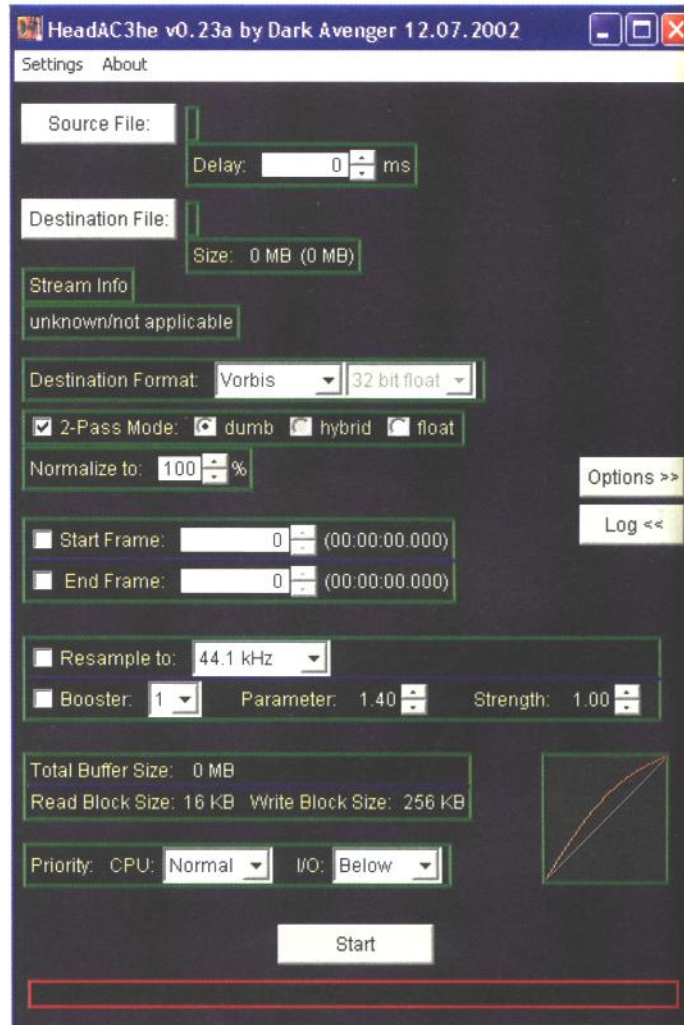 HeadAC3he v0.23a by Dark Avenger 12.07.2002
Settings About
Source File:
Delay: 0 ms
Destination File:
Size: 0 MB (0 MB)
Stream Info
unknown/not applicable
Destination Format: Vorbis 32 bit float
2-Pass Mode: dumb hybrid float
Normalize to: 100 %
Options >>
Log <<
Start Frame: 0 (00:00:00.000)
End Frame: 0 (00:00:00.000)
Resample to: 44.1 kHz
Booster: 1 Parameter: 1.40 Strength: 1.00
Total Buffer Size: 0 MB
Read Block Size: 16 KB Write Block Size: 256 KB
Priority: CPU: Normal I/O: Below
Start